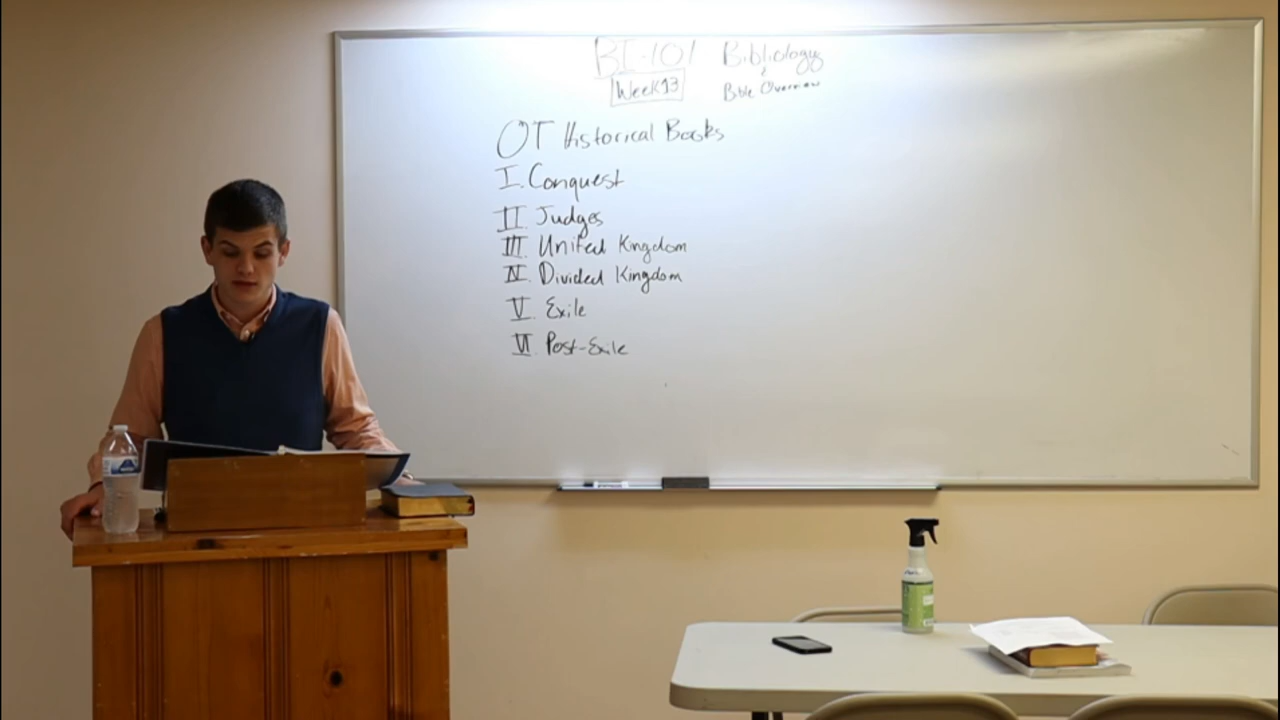 BI-101 Bibliology
Week 13 & Bible Overview
OT Historical Books
I. Conquest
II Judges
III. United Kingdom
IV. Divided Kingdom
V. Exile
VI. Post-Exile